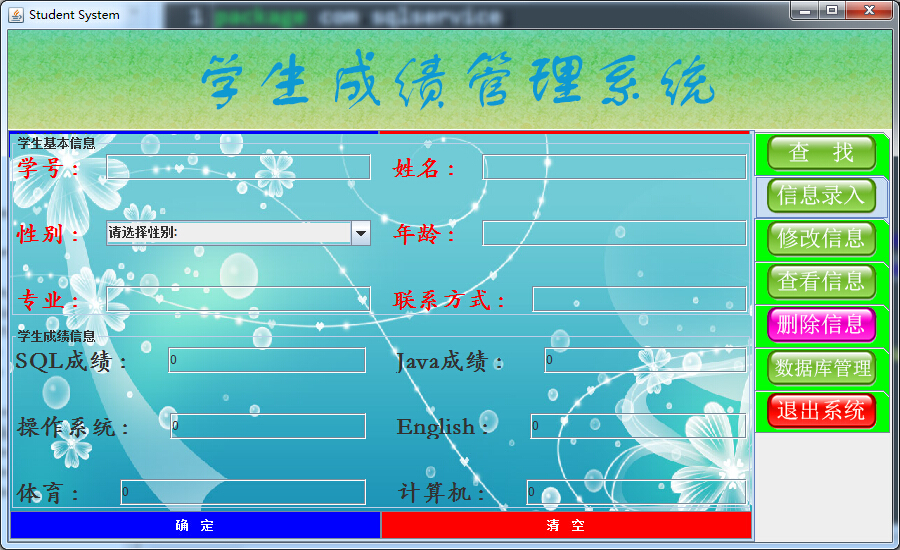 Student System
1 package com sqlservice
学生成绩管理系统
学生基本信息
学号： 姓名：
性别： 请选择性别: 年龄：
专业： 联系方式：
学生成绩信息
SQL成绩： 0 Java成绩： 0
操作系统： 0 English： 0
体育： 0 计算机： 0
确 定 清 空
查 找
信息录入
修改信息
查看信息
删除信息
数据库管理
退出系统